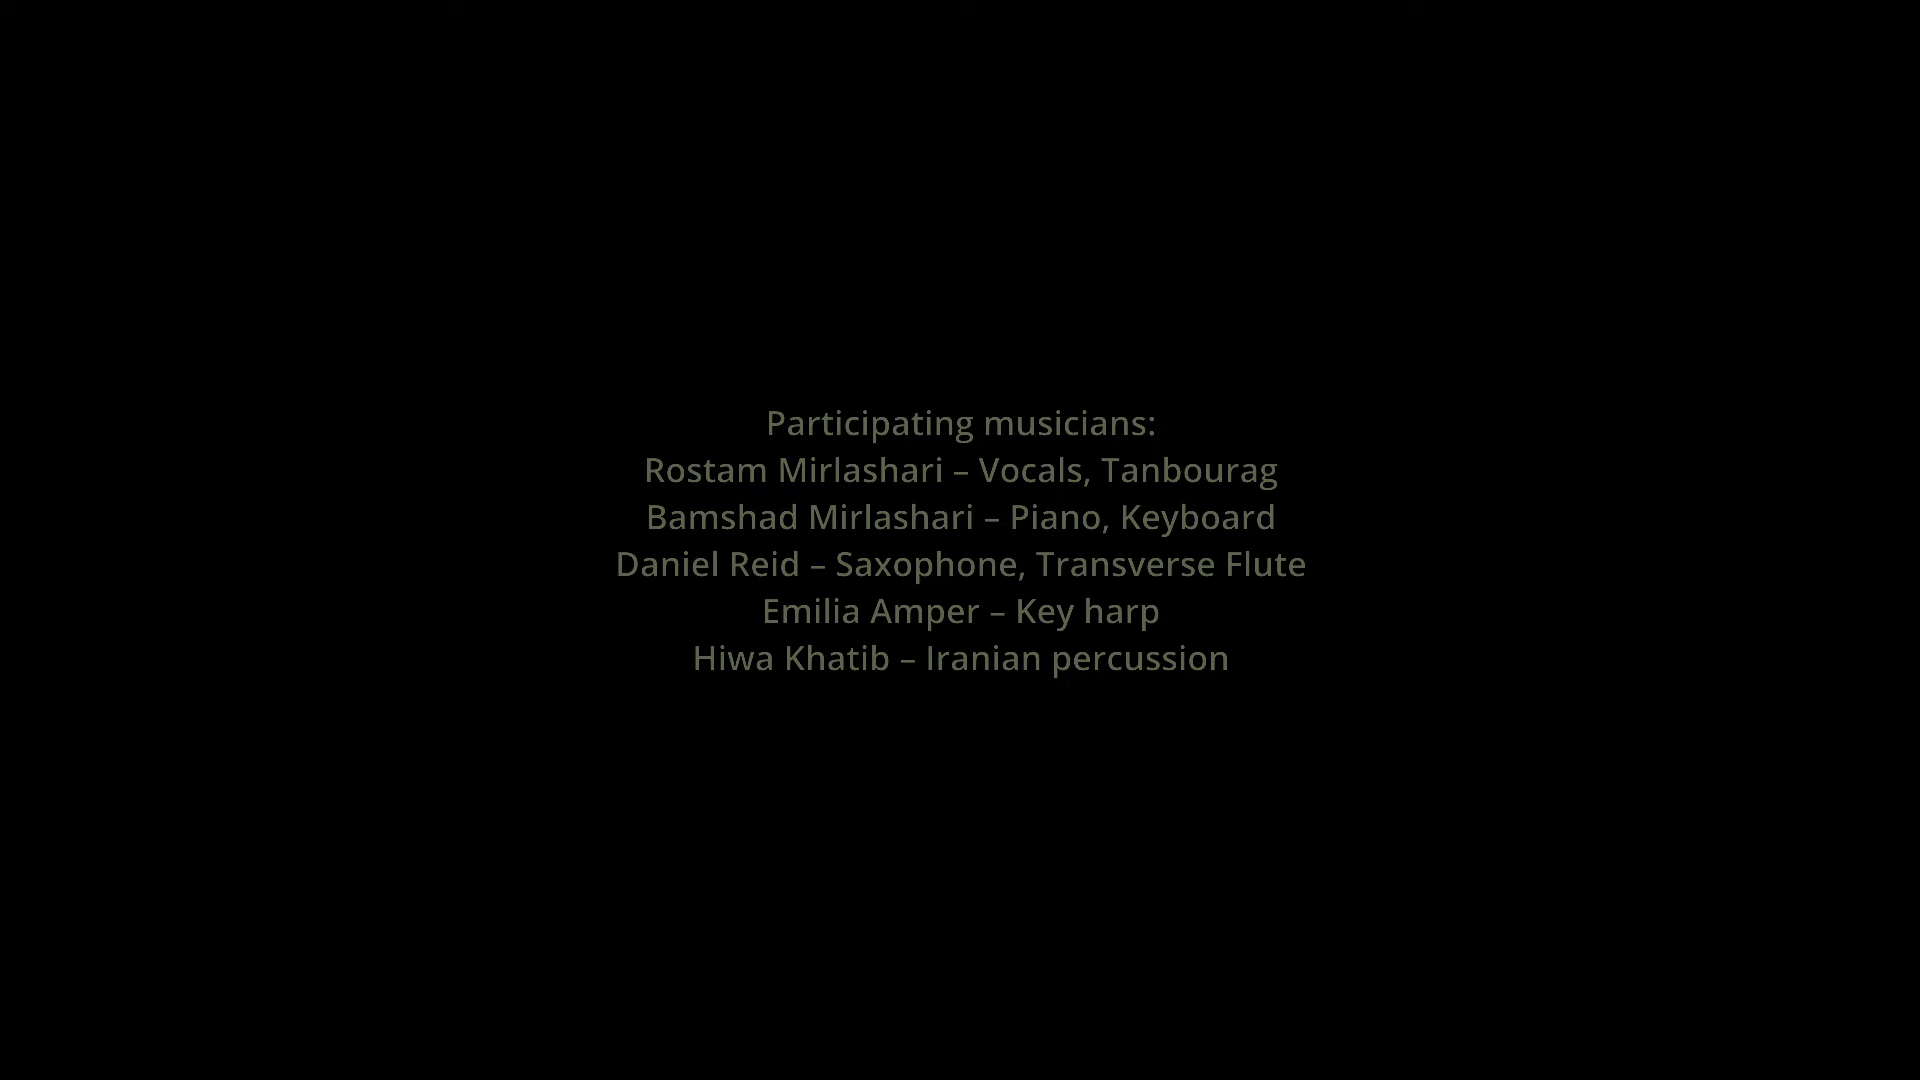 Participating musicians:
Rostam Mirlashari – Vocals, Tanbourag
Bamshad Mirlashari – Piano, Keyboard
Daniel Reid – Saxophone, Transverse Flute
Emilia Amper – Key harp
Hiwa Khatib – Iranian percussion